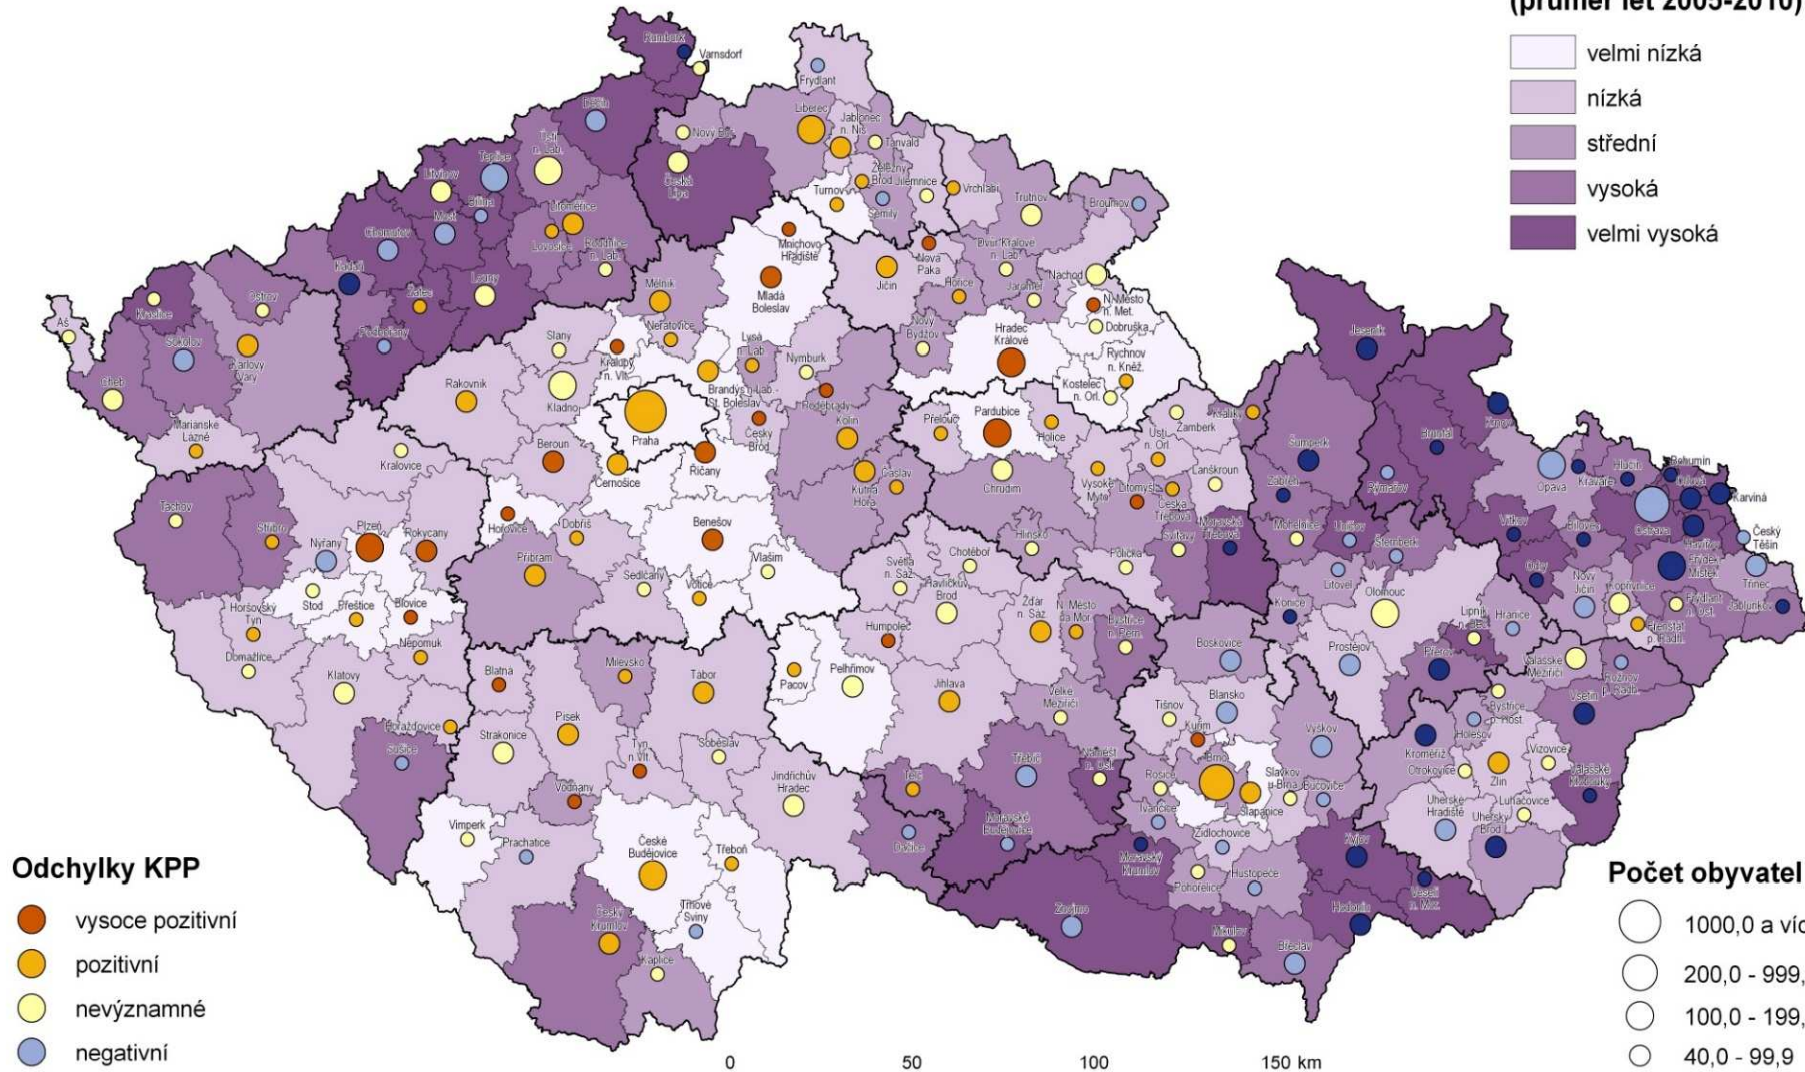 (průměr let 2005-2010)
velmi nízká
nízká
střední
vysoká
velmi vysoká
Rumburk
Varnsdorf
Frýdlant
Děčín
Liberec
Jablonec
n. Nis.
Nový Bor
Tanvald
Ústí
n. Lab.
Teplice
Litvínov
Česká
Lípa
Železný
Brod
Jilemnice
Vrchlabí
Turnov
Semily
Trutnov
Broumov
Bílina
Most
Litoměřice
Lovosice
Roudnice
n. Lab.
Chomutov
Mnichovo
Hradiště
Nová
Paka
Dvůr Králové
n. Lab.
Kadaň
Louny
Žatec
Mělník
Mladá
Boleslav
Jičín
Hořice
Jaroměř
Náchod
Kraslice
Ostrov
Aš
Neratovice
N. Město
n. Met.
Dobruška
Jeseník
Podbořany
Sokolov
Karlovy
Vary
Slaný
Kralupy
n. Vlt.
Lysá
n. Lab.
Nymburk
Nový
Bydžov
Hradec
Králové
Rychnov
n. Kněž.
Cheb
Rakovník
Kladno
Brandýs n. Lab.-
St. Boleslav
Poděbrady
Kostelec
n. Orl.
Krnov
Mariánské
Lázně
Praha
Český
Brod
Kolín
Přelouč
Pardubice
Holice
Žamberk
Králíky
Kralovice
Beroun
Černošice
Říčany
Kutná
Hora
Čáslav
Chrudim
Vysoké
Mýto
Ústí
n. Orl.
Lanškroun
Šumperk
Bruntál
Rýmařov
Opava
Kravaře
Hlučín
Bohumín
Orlová
Karviná
Tachov
Stříbro
Plzeň
Rokycany
Nýřany
Hořovice
Dobříš
Benešov
Litomyšl
Česká
Třebová
Zábřeh
Ostrava
Havířov
Český
Těšín
Příbram
Vlašim
Hlinsko
Svitavy
Moravská
Třebová
Mohelnice
Uničov
Šternberk
Vítkov
Bílovec
Frýdek-
Místek
Třinec
Stod
Přeštice
Blovice
Sedlčany
Votice
Světlá
n. Sáz.
Chotěboř
Havlíčkův
Brod
Polička
Litovel
Odry
Nový
Jičín
Kopřivnice
Frýdlant
n. Ost.
Jablunkov
Horšovský
Týn
Nepomuk
Domažlice
Humpolec
Žďár
n. Sáz.
N. Město
na Mor.
Bystřice
n. Pern.
Konice
Olomouc
Lipník
n. Beč.
Hranice
Frenštát
p. Radh.
Klatovy
Blatná
Milevsko
Tábor
Pacov
Pelhřimov
Jihlava
Velké
Meziříčí
Boskovice
Prostějov
Přerov
Valašské
Meziříčí
Rožnov
p. Radh.
Horažďovice
Sušice
Strakonice
Písek
Týn
n. Vlt.
Soběslav
Tišnov
Blansko
Kuřim
Vyškov
Bystřice
p. Host.
Holešov
Vsetín
Kroměříž
Otrokovice
Vizovice
Zlín
Vodňany
Jindřichův
Hradec
Telč
Třebíč
Náměšť
n. Osl.
Rosice
Brno
Slavkov
u Brna
Bučovice
Šlapanice
Ivančice
Valašské
Klobouky
Luhačovice
Uherské
Hradiště
Uherský
Brod
Vimperk
Prachatice
České
Budějovice
Třeboň
Dačice
Moravské
Budějovice
Moravský
Krumlov
Židlochovice
Pohořelice
Hustopeče
Kyjov
Veselí
n. Mor.
Český
Krumlov
Trhové
Sviny
Kaplice
Znojmo
Mikulov
Břeclav
Hodonín
Odchylky KPP
vysoce pozitivní
pozitivní
nevýznamné
negativní
0 50 100 150 km
Počet obyvatel
1000,0 a víc
200,0 - 999,
100,0 - 199,
40,0 - 99,9